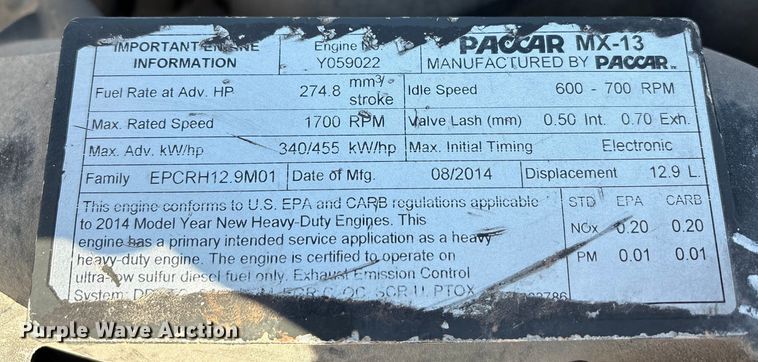 IMPORTANT ENGINE INFORMATION
Engine No. Y059022
PACCAR MX-13
MANUFACTURED BY PACCAR INC.
Fuel Rate at Adv. HP 274.8 mm³/stroke
Idle Speed 600 - 700 RPM
Max. Rated Speed 1700 RPM
Valve Lash (mm) 0.50 Int. 0.70 Exh.
Max. Adv. kW/hp 340/455 kW/hp
Max. Initial Timing Electronic
Family EPCRH12.9M01
Date of Mfg. 08/2014
Displacement 12.9 L.
This engine conforms to U.S. EPA and CARB regulations applicable
to 2014 Model Year New Heavy-Duty Engines. This
engine has a primary intended service application as a heavy
heavy-duty engine. The engine is certified to operate on
ultra-low sulfur diesel fuel only. Exhaust Emission Control
System: PTOX
STD EPA CARB
NOx 0.20 0.20
PM 0.01 0.01
Purple Wave Auction